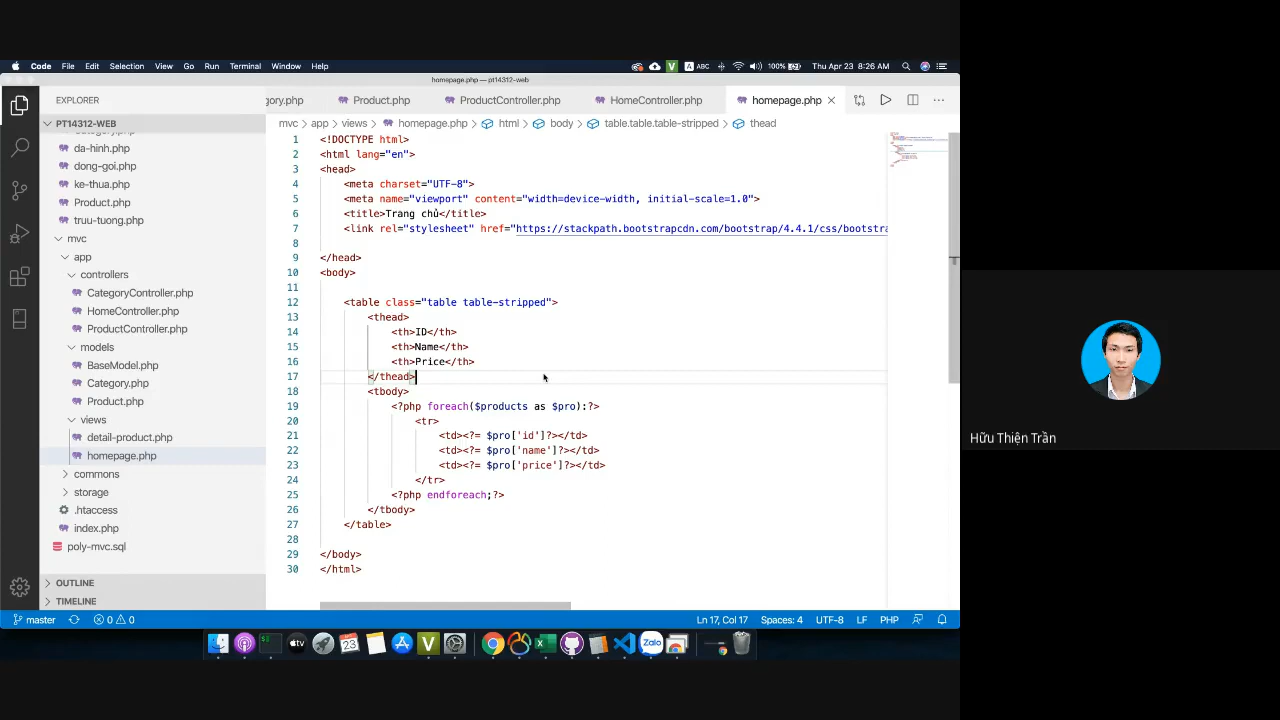 Code File Edit Selection View Go Run Terminal Window Help
V A ABC 100% Thu Apr 23 8:26 AM
homepage.php — pt14312-web
EXPLORER
gory.php Product.php ProductController.php HomeController.php homepage.php
PT14312-WEB
mvc > app > views > homepage.php > html > body > table.table.table-stripped > thead
Category.php
da-hinh.php
dong-goi.php
ke-thua.php
Product.php
truu-tuong.php
mvc
app
controllers
CategoryController.php
HomeController.php
ProductController.php
models
BaseModel.php
Category.php
Product.php
views
detail-product.php
homepage.php
commons
storage
.htaccess
index.php
poly-mvc.sql
OUTLINE
TIMELINE
1 <!DOCTYPE html>
2 <html lang="en">
3 <head>
4 <meta charset="UTF-8">
5 <meta name="viewport" content="width=device-width, initial-scale=1.0">
6 <title>Trang chủ</title>
7 <link rel="stylesheet" href="https://stackpath.bootstrapcdn.com/bootstrap/4.4.1/css/bootstra
8
9 </head>
10 <body>
11
12 <table class="table table-stripped">
13 <thead>
14 <th>ID</th>
15 <th>Name</th>
16 <th>Price</th>
17 </thead>
18 <tbody>
19 <?php foreach($products as $pro):?>
20 <tr>
21 <td><?= $pro['id']?></td>
22 <td><?= $pro['name']?></td>
23 <td><?= $pro['price']?></td>
24 </tr>
25 <?php endforeach;?>
26 </tbody>
27 </table>
28
29 </body>
30 </html>
master 0 0 Ln 17, Col 17 Spaces: 4 UTF-8 LF PHP
tv 23 V Zalo
Hữu Thiện Trần